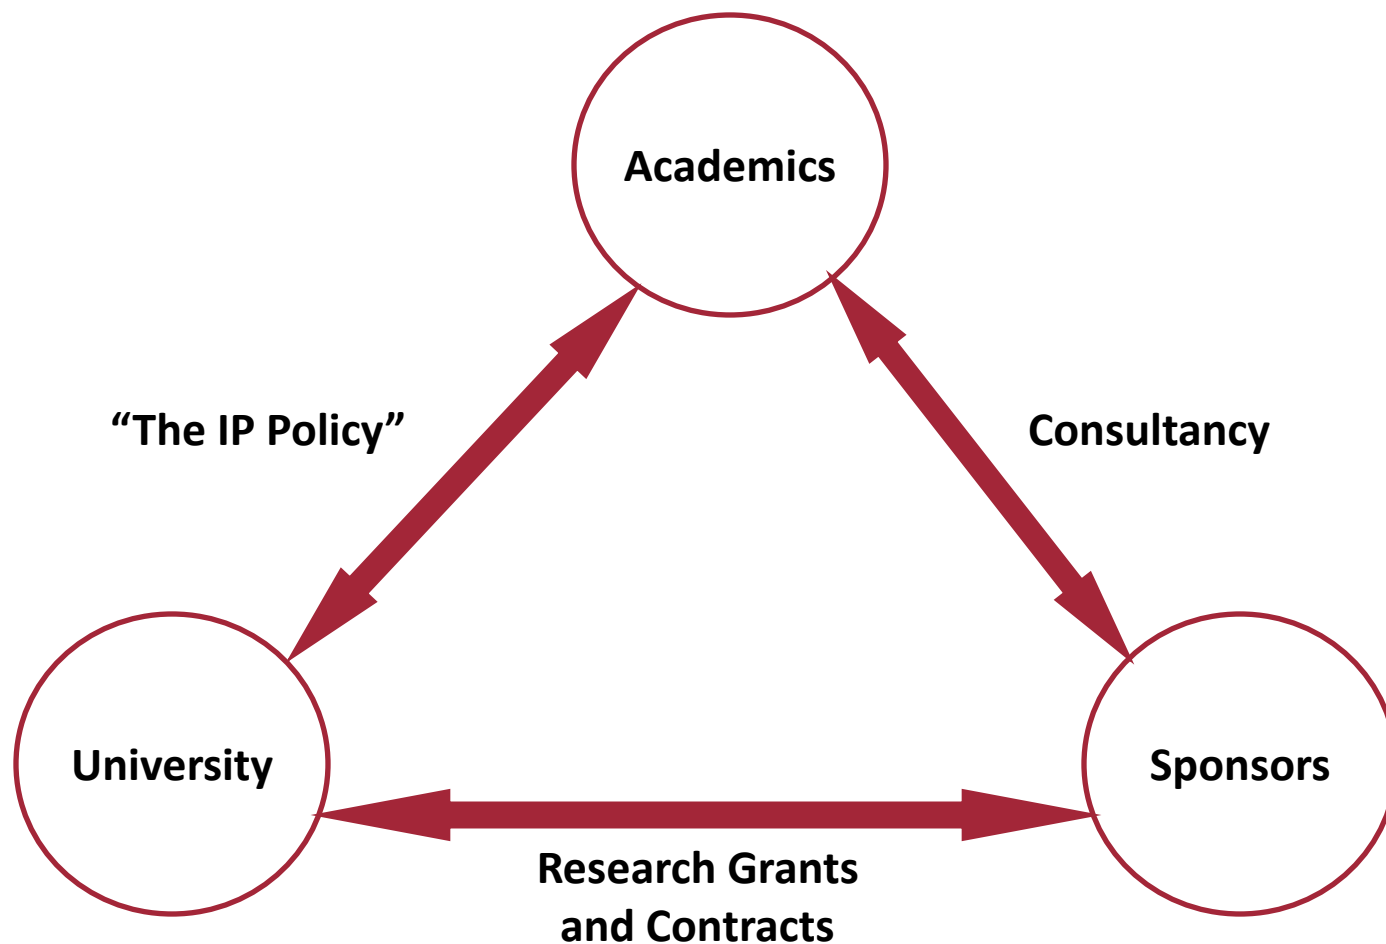 Academics
“The IP Policy”
Consultancy
University
Sponsors
Research Grants
and Contracts